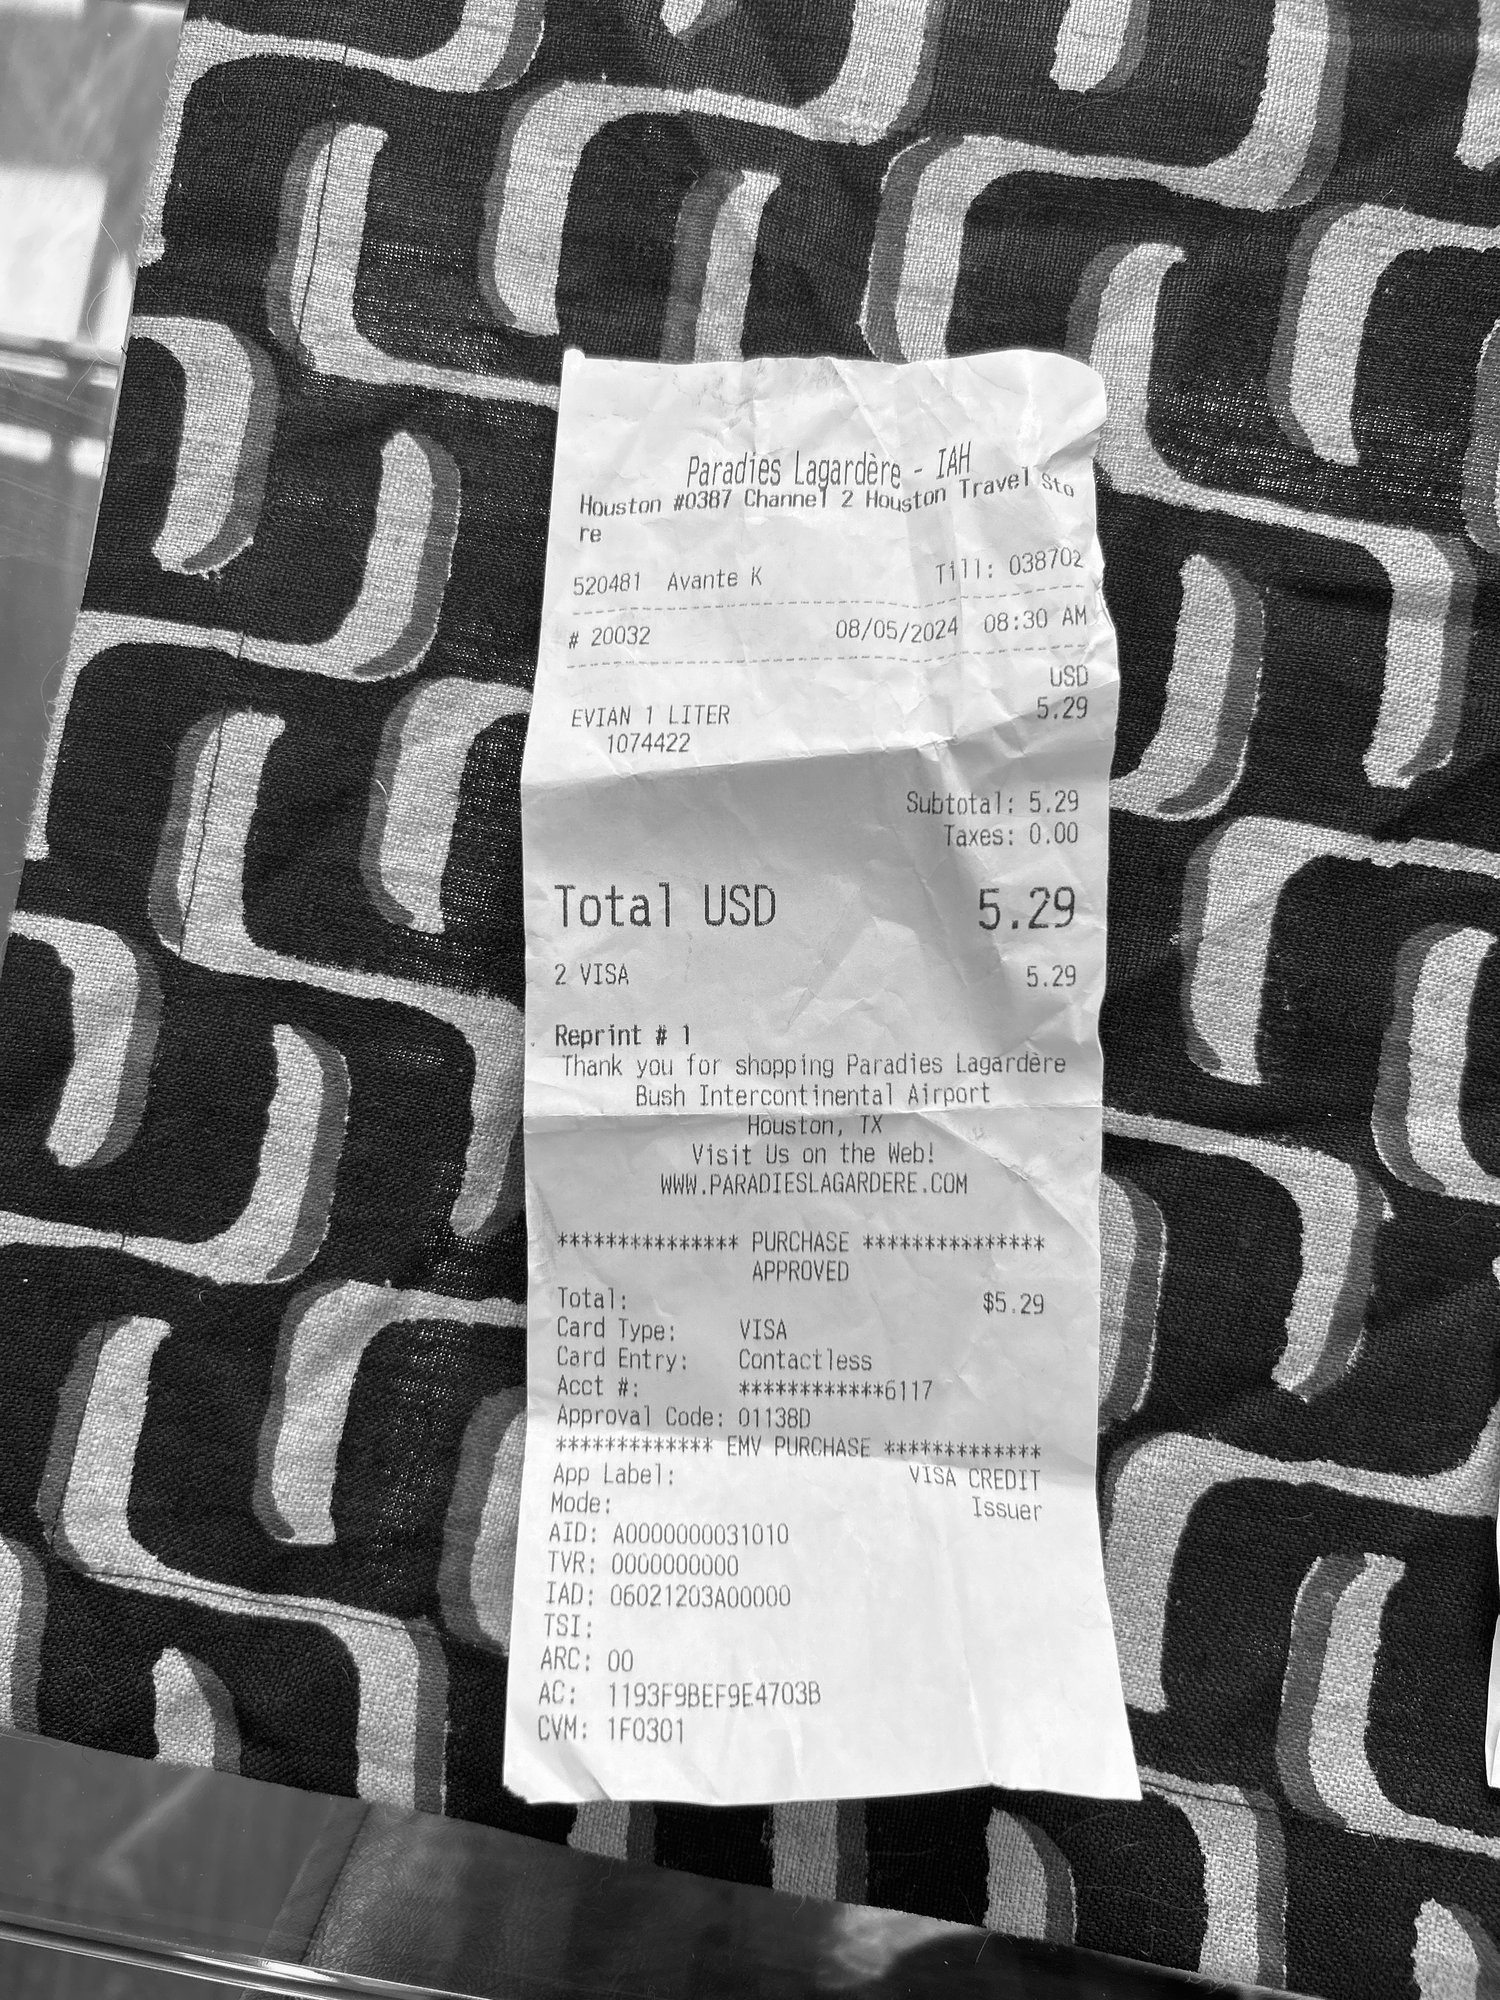 Paradies Lagardère - IAH
Houston #0387 Channel 2 Houston Travel Sto
re
520481 Avante K Till: 038702
# 20032 08/05/2024 08:30 AM
USD
EVIAN 1 LITER 5.29
1074422
Subtotal: 5.29
Taxes: 0.00
Total USD 5.29
2 VISA 5.29
Reprint # 1
Thank you for shopping Paradies Lagardère
Bush Intercontinental Airport
Houston, TX
Visit Us on the Web!
WWW.PARADIESLAGARDERE.COM
*************** PURCHASE ***************
APPROVED
Total: $5.29
Card Type: VISA
Card Entry: Contactless
Acct #: ************6117
Approval Code: 01138D
************* EMV PURCHASE *************
App Label: VISA CREDIT
Mode: Issuer
AID: A0000000031010
TVR: 0000000000
IAD: 06021203A00000
TSI:
ARC: 00
AC: 1193F9BEF9E4703B
CVM: 1F0301